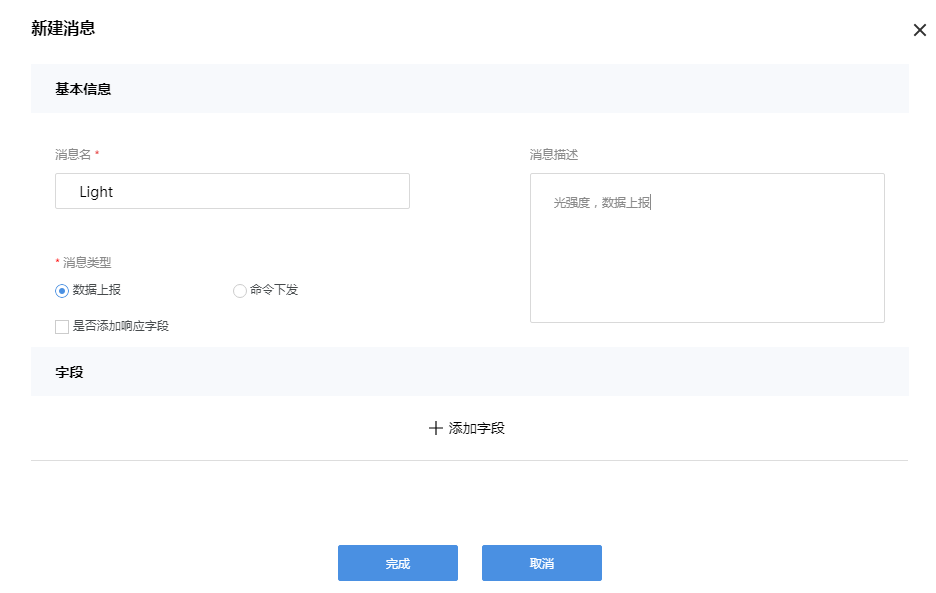 新建消息
基本信息
消息名 *
Light
消息描述
光强度，数据上报
* 消息类型
数据上报
命令下发
是否添加响应字段
字段
添加字段
完成
取消